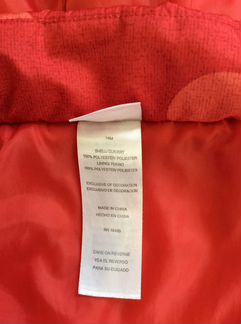 SHELL/CUERPO
100% POLYESTER POLIESTER
LINING/FORRO
100% POLYESTER POLIESTER
EXCLUSIVE OF DECORATION
EXCLUSIVO DE DECORACION
MADE IN CHINA
HECHO EN CHINA
CARE ON REVERSE
VEA EL REVERSO
PARA SU CUIDADO